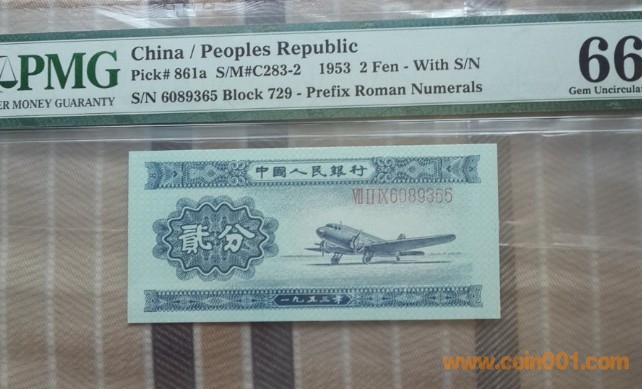 PMG
ER MONEY GUARANTY
China / Peoples Republic
Pick# 861a S/M#C283-2 1953 2 Fen - With S/N
S/N 6089365 Block 729 - Prefix Roman Numerals
66
Gem Uncircula
中國人民銀行
VII II IX 6089365
貳分
一九五三年
www.coin001.com